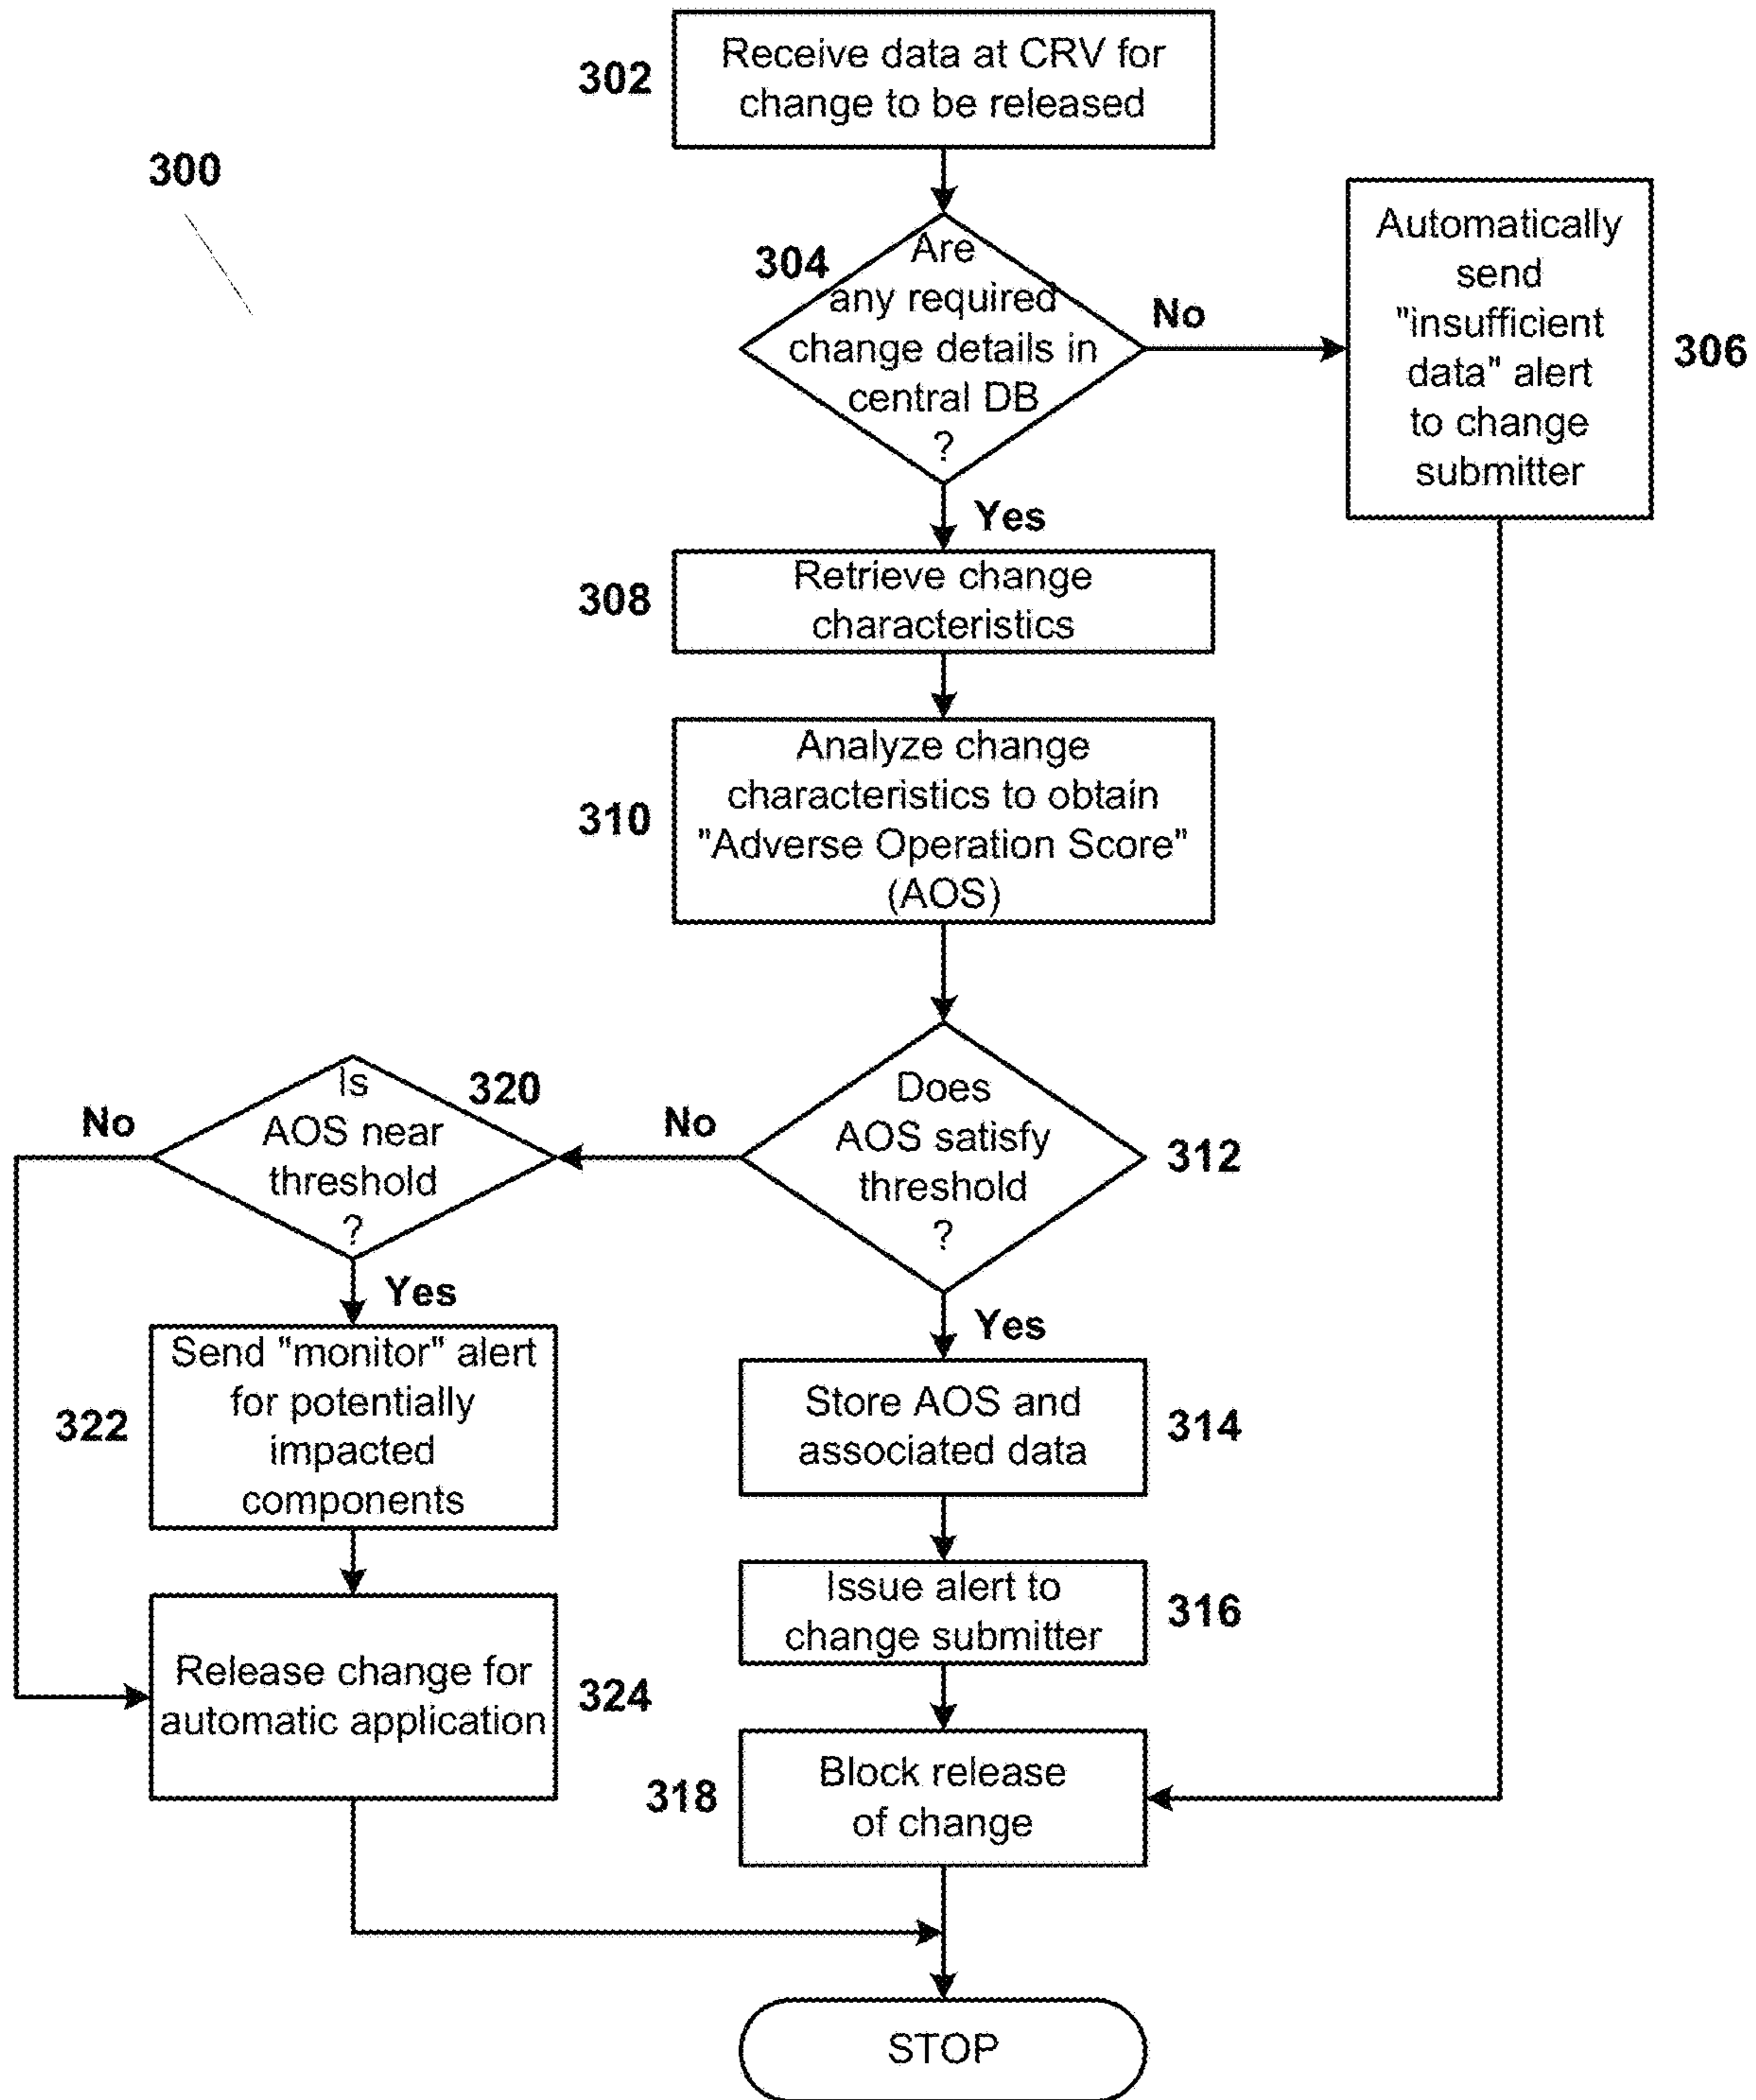 302
Receive data at CRV for
change to be released
300
304
Are
any required
change details in
central DB
?
No
Automatically
send
"insufficient
data" alert
to change
submitter
306
Yes
308
Retrieve change
characteristics
310
Analyze change
characteristics to obtain
"Adverse Operation Score"
(AOS)
Does
AOS satisfy
threshold
?
312
No
Is
AOS near
threshold
?
320
No
Yes
Send "monitor" alert
for potentially
impacted
components
322
Yes
Store AOS and
associated data
314
Issue alert to
change submitter
316
Release change for
automatic application
324
Block release
of change
318
STOP